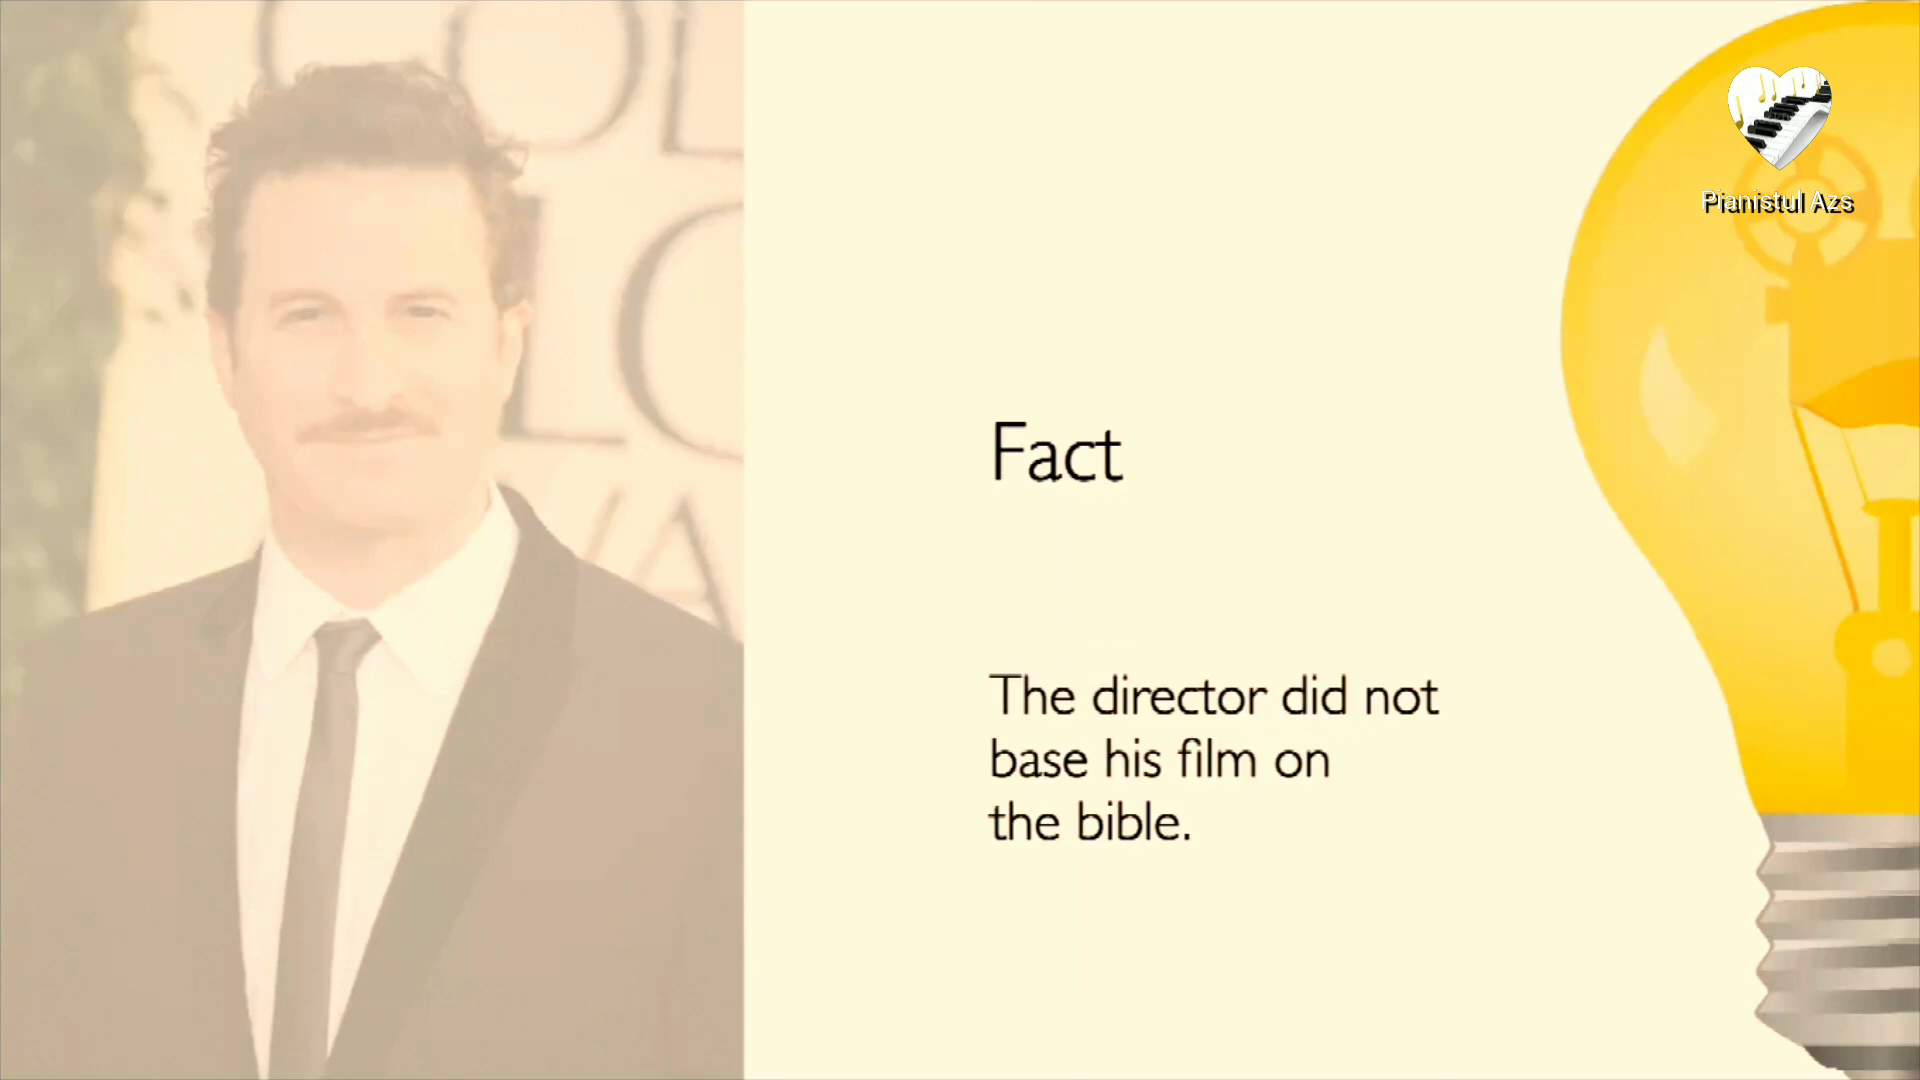 Pianistul Azs
Fact
The director did not
base his film on
the bible.